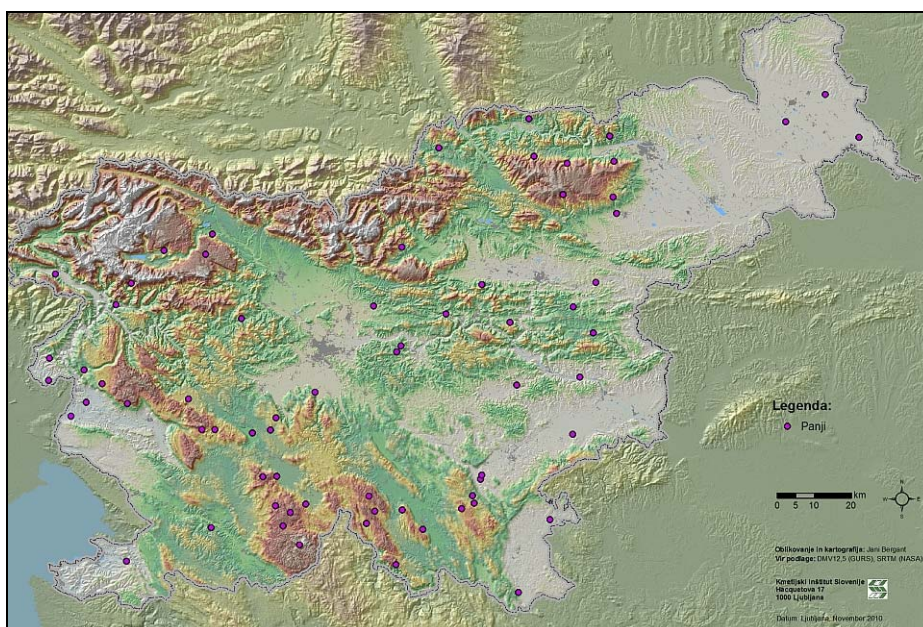 Legenda:
Panji
km
0 5 10 20
N
W E
S
Oblikovanje in kartografija: Jani Bergant
Vir podlage: DMV12,5 (GURS), SRTM (NASA)
Kmetijski inštitut Slovenije
Hacquetova 17
1000 Ljubljana
Datum: Ljubljana, November 2010